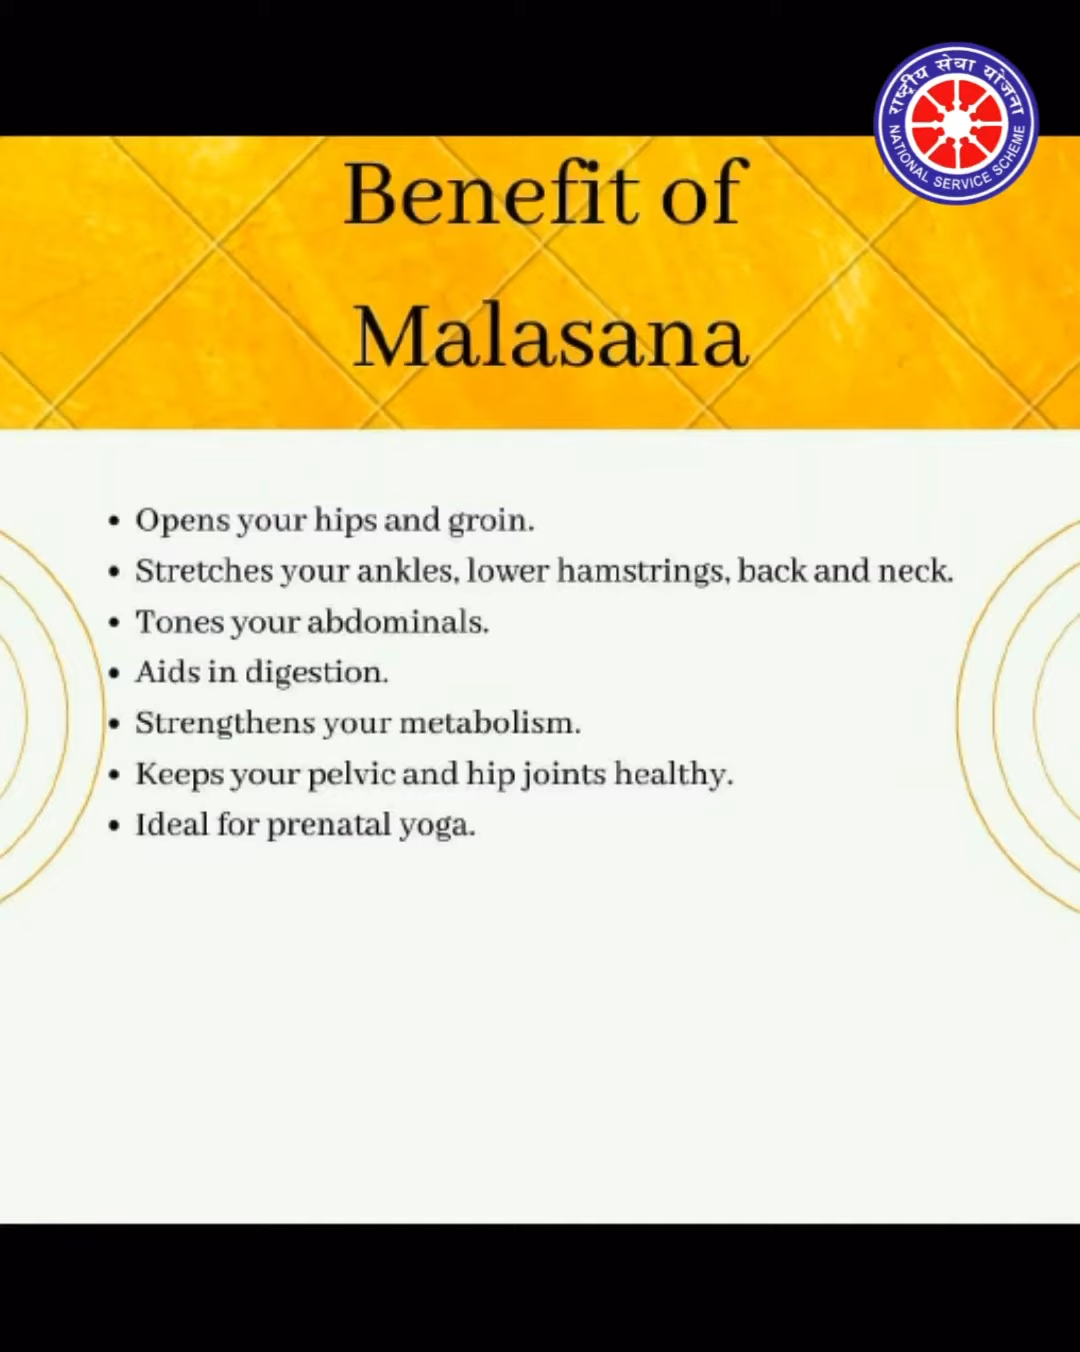 राष्ट्रीय सेवा योजना
NATIONAL SERVICE SCHEME
Benefit of
Malasana
• Opens your hips and groin.
• Stretches your ankles, lower hamstrings, back and neck.
• Tones your abdominals.
• Aids in digestion.
• Strengthens your metabolism.
• Keeps your pelvic and hip joints healthy.
• Ideal for prenatal yoga.